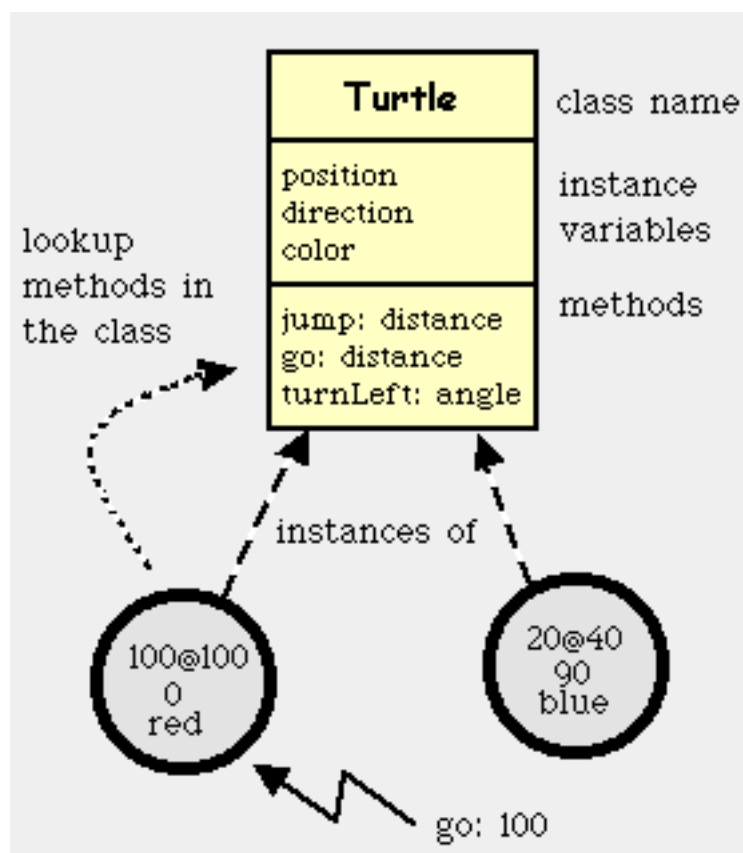 Turtle
class name
position
direction
color
instance
variables
lookup
methods in
the class
jump: distance
go: distance
turnLeft: angle
methods
instances of
100@100
0
red
20@40
90
blue
go: 100